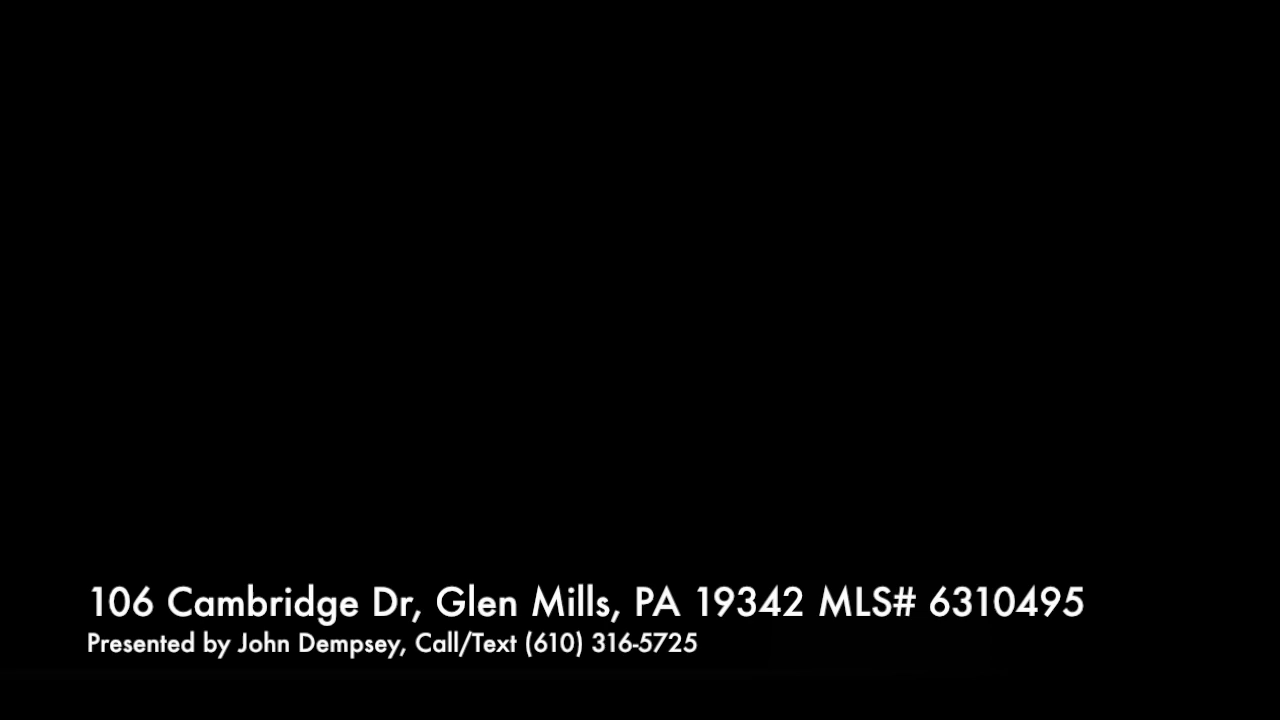 106 Cambridge Dr, Glen Mills, PA 19342 MLS# 6310495
Presented by John Dempsey, Call/Text (610) 316-5725